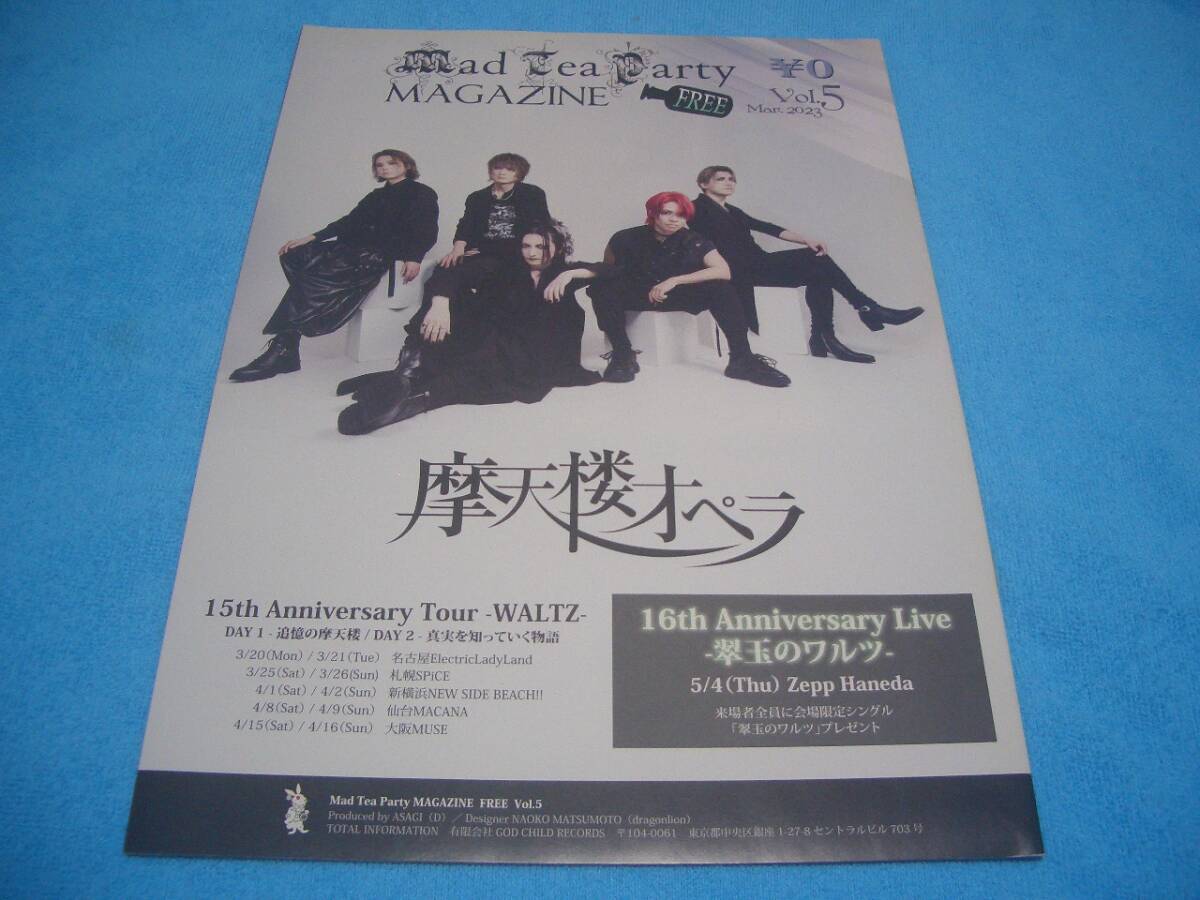 Mad Tea Party
MAGAZINE FREE
¥0
Vol.5
Mar. 2023
摩天楼オペラ
15th Anniversary Tour -WALTZ-
DAY 1 - 追憶の摩天楼 / DAY 2 - 真実を知っていく物語
3/20(Mon) / 3/21(Tue) 名古屋ElectricLadyLand
3/25(Sat) / 3/26(Sun) 札幌SPiCE
4/1(Sat) / 4/2(Sun) 新横浜NEW SIDE BEACH!!
4/8(Sat) / 4/9(Sun) 仙台MACANA
4/15(Sat) / 4/16(Sun) 大阪MUSE
16th Anniversary Live
-翠玉のワルツ-
5/4(Thu) Zepp Haneda
来場者全員に会場限定シングル
「翠玉のワルツ」プレゼント
Mad Tea Party MAGAZINE FREE Vol.5
Produced by ASAGI（D）／Designer NAOKO MATSUMOTO（dragonlion）
TOTAL INFORMATION 有限会社 GOD CHILD RECORDS 〒104-0061 東京都中央区銀座 1-27-8 セントラルビル 703号